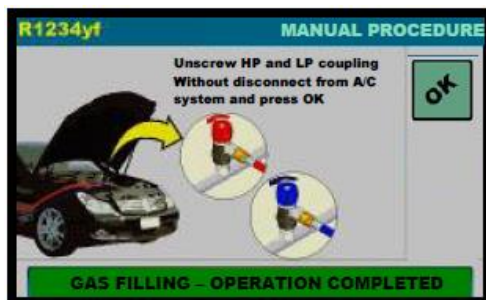 R1234yf MANUAL PROCEDURE
Unscrew HP and LP coupling
Without disconnect from A/C
system and press OK
OK
GAS FILLING – OPERATION COMPLETED